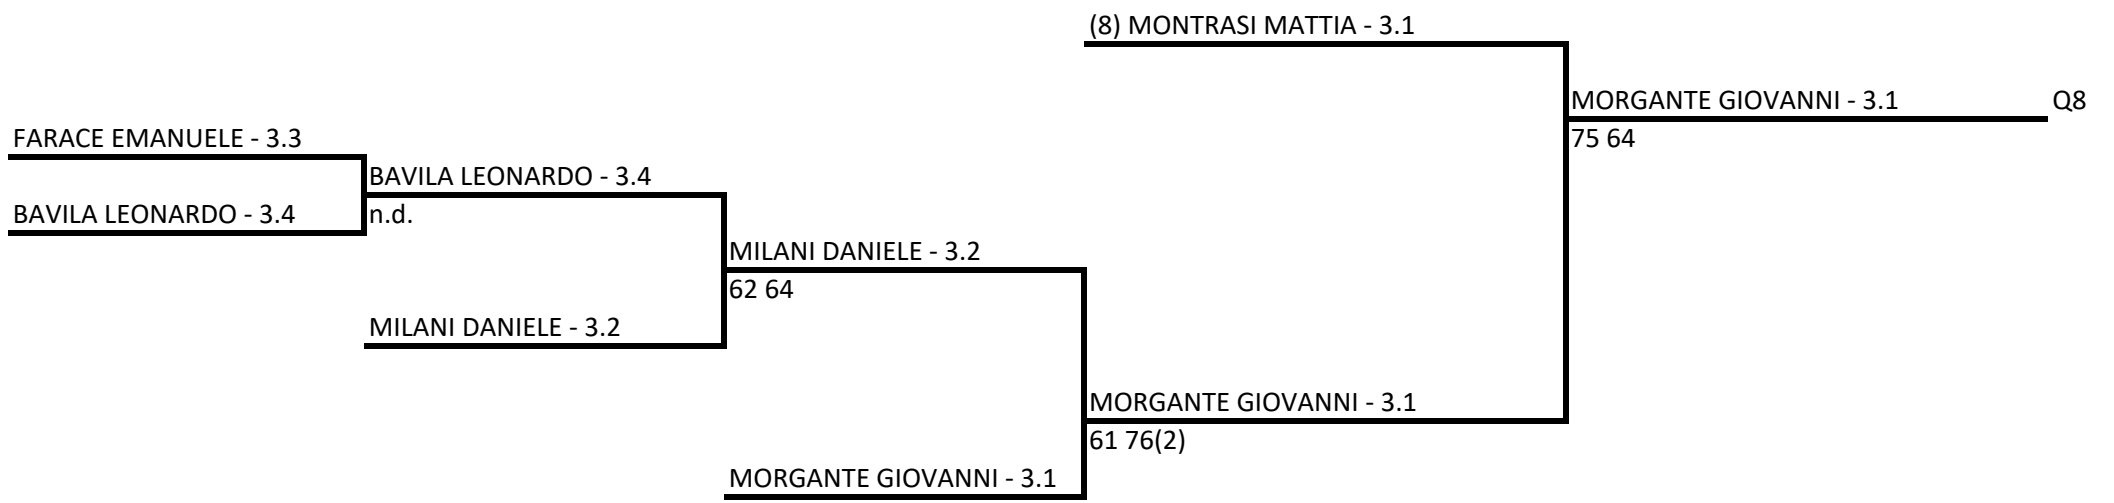 (8) MONTRASI MATTIA - 3.1
MORGANTE GIOVANNI - 3.1 Q8
FARACE EMANUELE - 3.3
75 64
BAVILA LEONARDO - 3.4
BAVILA LEONARDO - 3.4
n.d.
MILANI DANIELE - 3.2
62 64
MILANI DANIELE - 3.2
MORGANTE GIOVANNI - 3.1
61 76(2)
MORGANTE GIOVANNI - 3.1